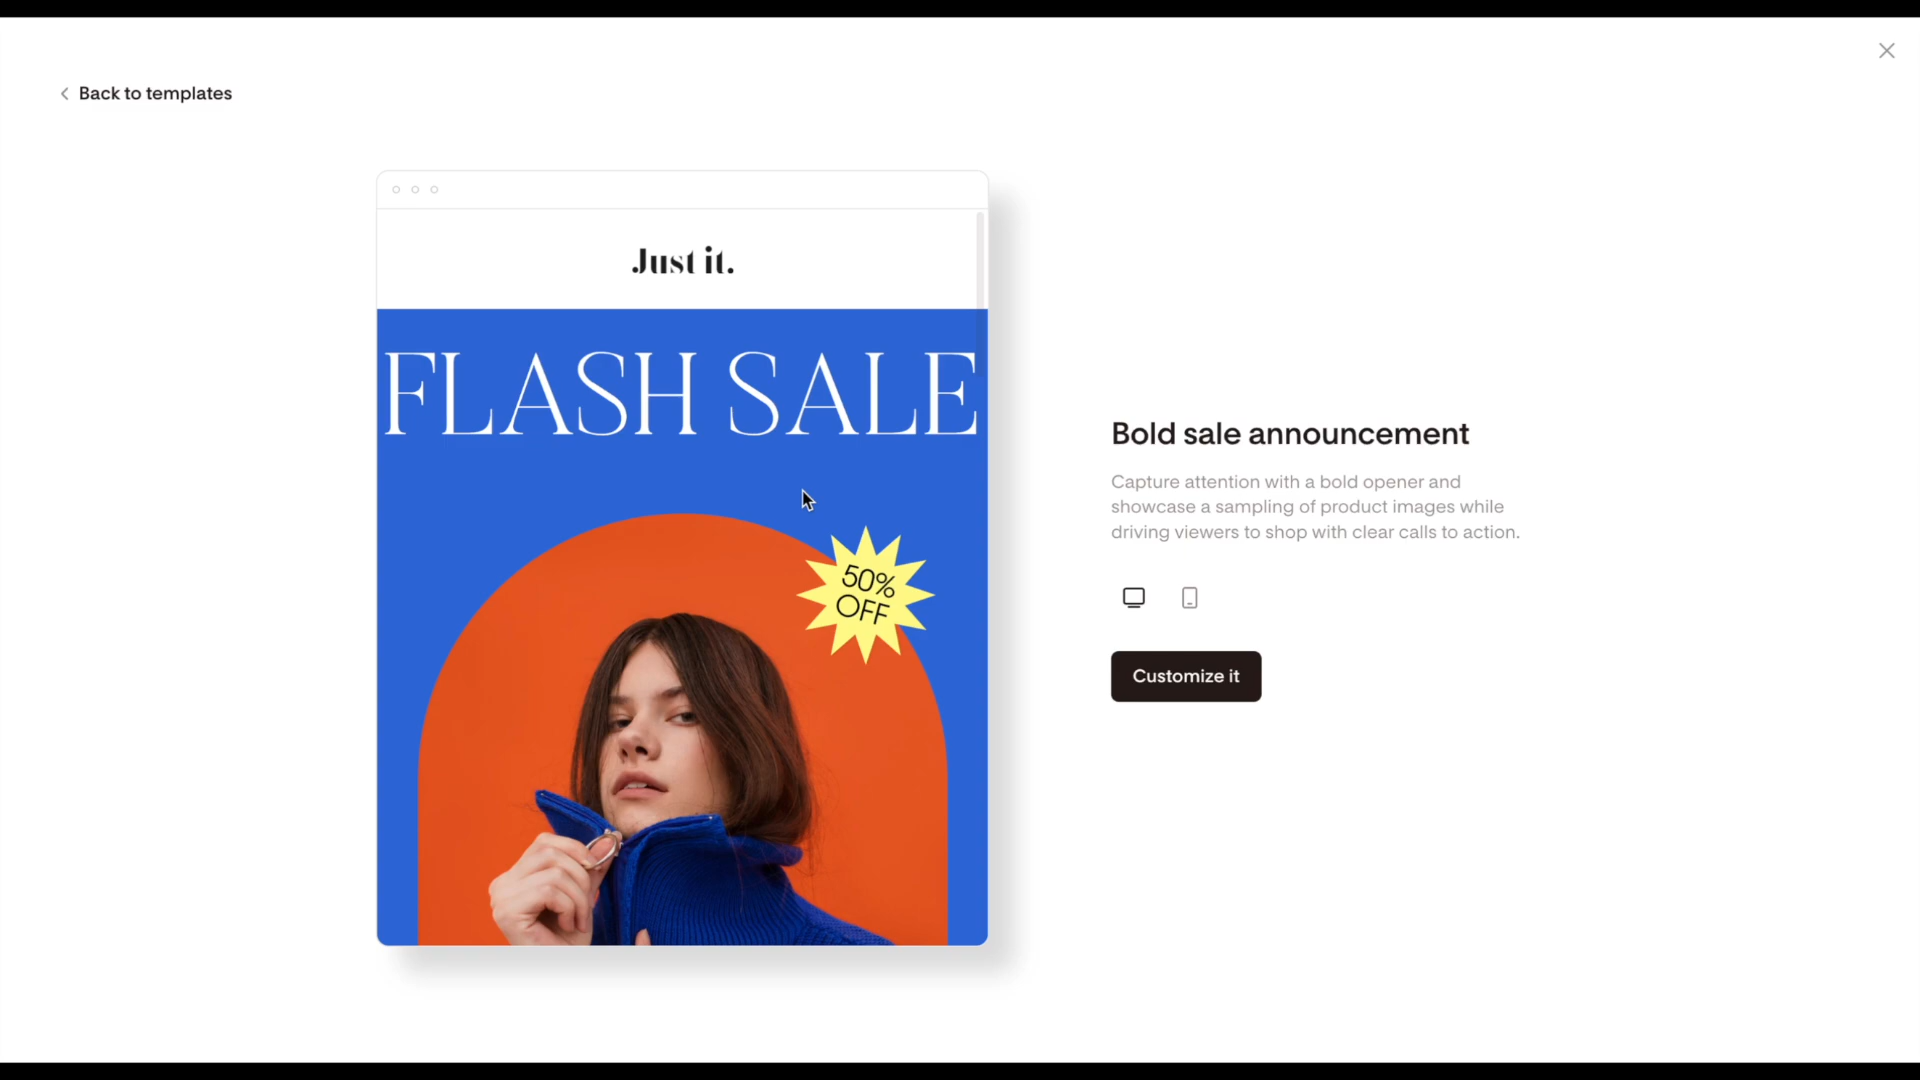 Back to templates
Just it.
FLASH SALE
50%
OFF
Bold sale announcement
Capture attention with a bold opener and
showcase a sampling of product images while
driving viewers to shop with clear calls to action.
Customize it